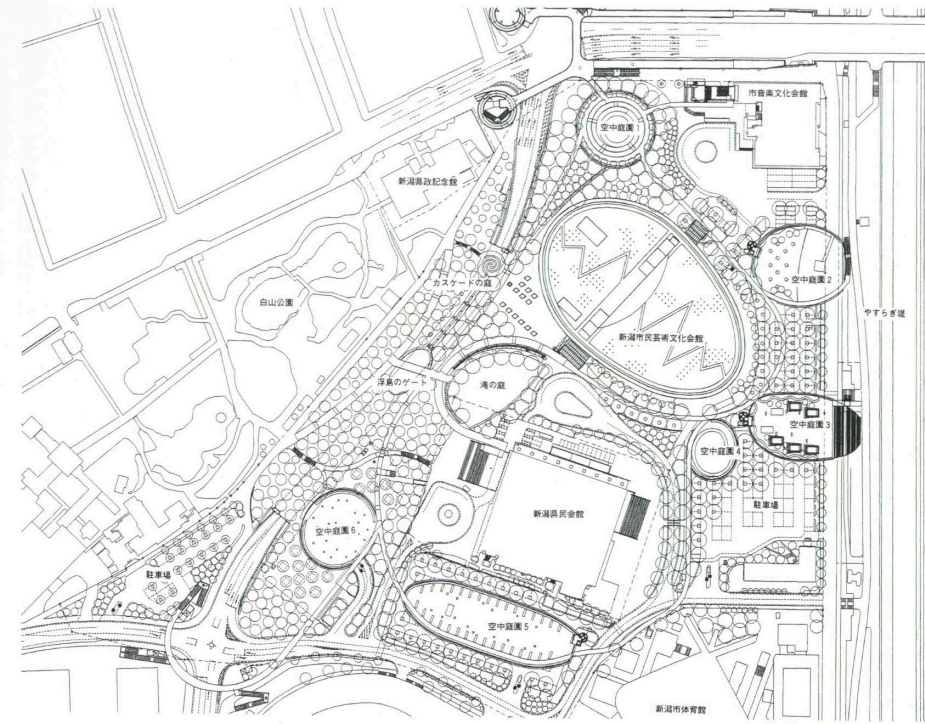 市音楽文化会館
空中庭園1
新潟県政記念館
空中庭園2
カスケードの庭
白山公園
やすらぎ堤
新潟市民芸術文化会館
浮島のゲート
滝の庭
空中庭園3
空中庭園4
駐車場
新潟県民会館
空中庭園6
駐車場
空中庭園5
新潟市体育館